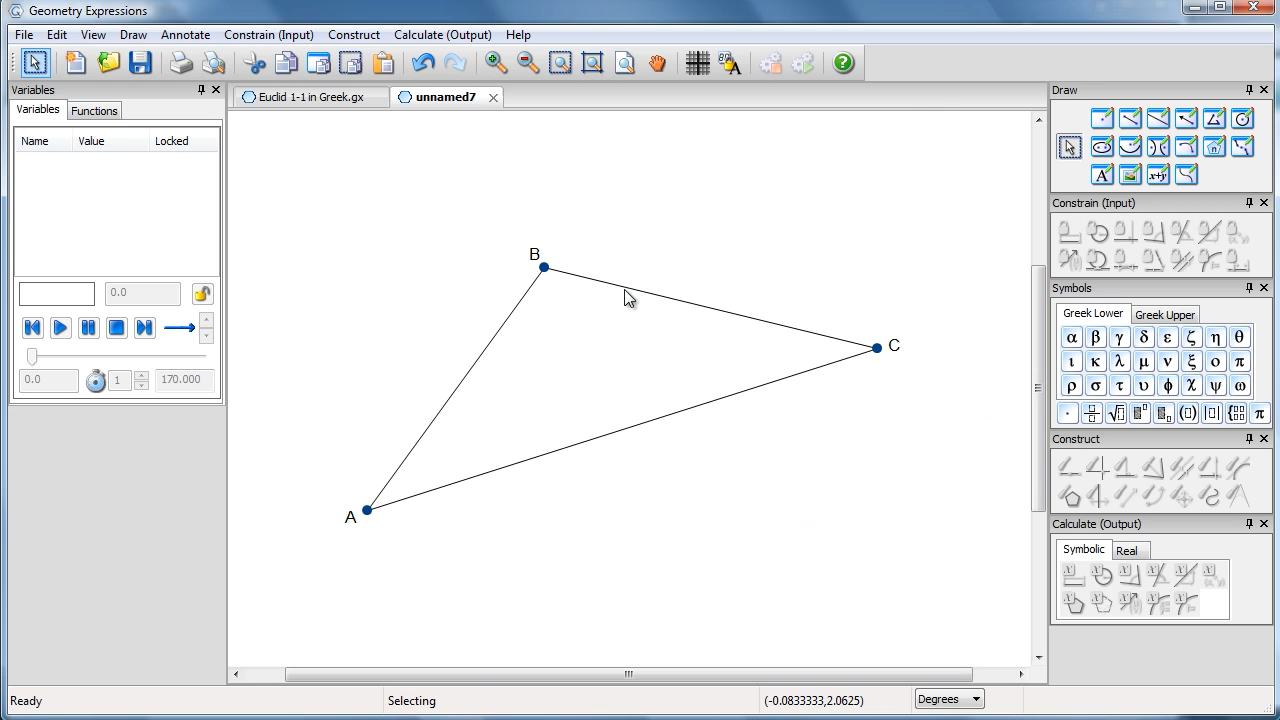 Geometry Expressions
File Edit View Draw Annotate Constrain (Input) Construct Calculate (Output) Help
Variables
Variables Functions
Name Value Locked
0.0
0.0 1 170.000
Euclid 1-1 in Greek.gx unnamed7
B
C
A
Draw
A x+y
Constrain (Input)
Symbols
Greek Lower Greek Upper
α β γ δ ε ζ η θ
ι κ λ μ ν ξ ο π
ρ σ τ υ ϕ χ ψ ω
π
Construct
Calculate (Output)
Symbolic Real
Ready Selecting (-0.0833333,2.0625) Degrees